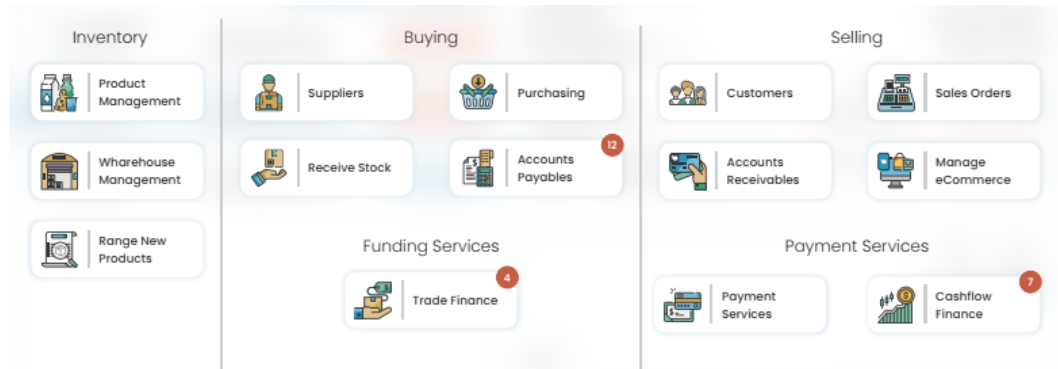 Inventory
Product
Management
Wharehouse
Management
Range New
Products
Buying
Suppliers
Purchasing
Receive Stock
12
Accounts
Payables
Funding Services
4
Trade Finance
Selling
Customers
Sales Orders
Accounts
Receivables
Manage
eCommerce
Payment Services
Payment
Services
7
Cashflow
Finance